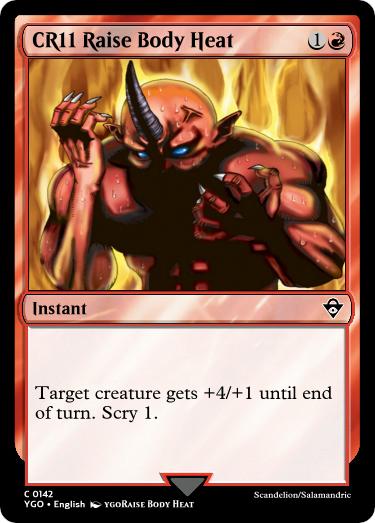 CR11 Raise Body Heat 1
Instant
Target creature gets +4/+1 until end
of turn. Scry 1.
C 0142
YGO • English ygoRaise Body Heat
Scandelion/Salamandric